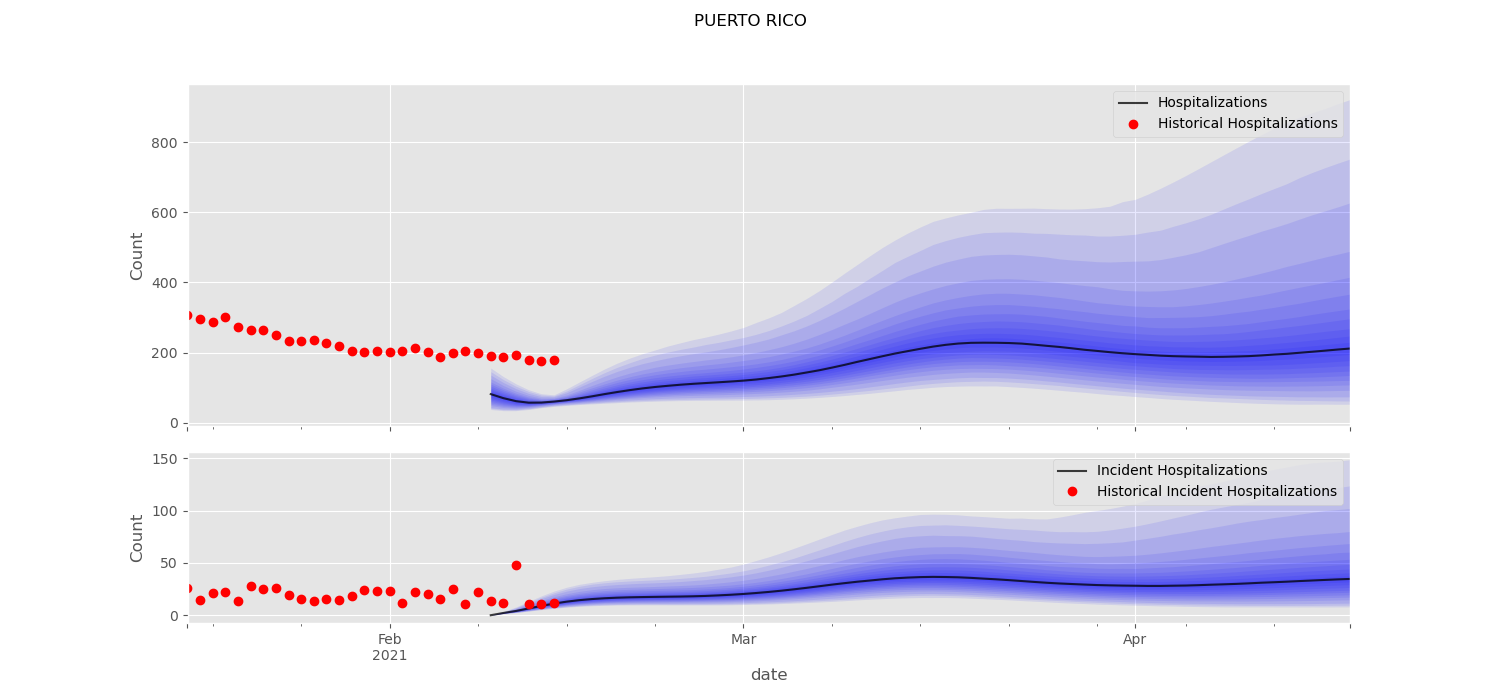 PUERTO RICO
Hospitalizations
Historical Hospitalizations
800
600
400
200
0
Count
Incident Hospitalizations
Historical Incident Hospitalizations
150
100
50
0
Count
Feb
2021
Mar
Apr
date